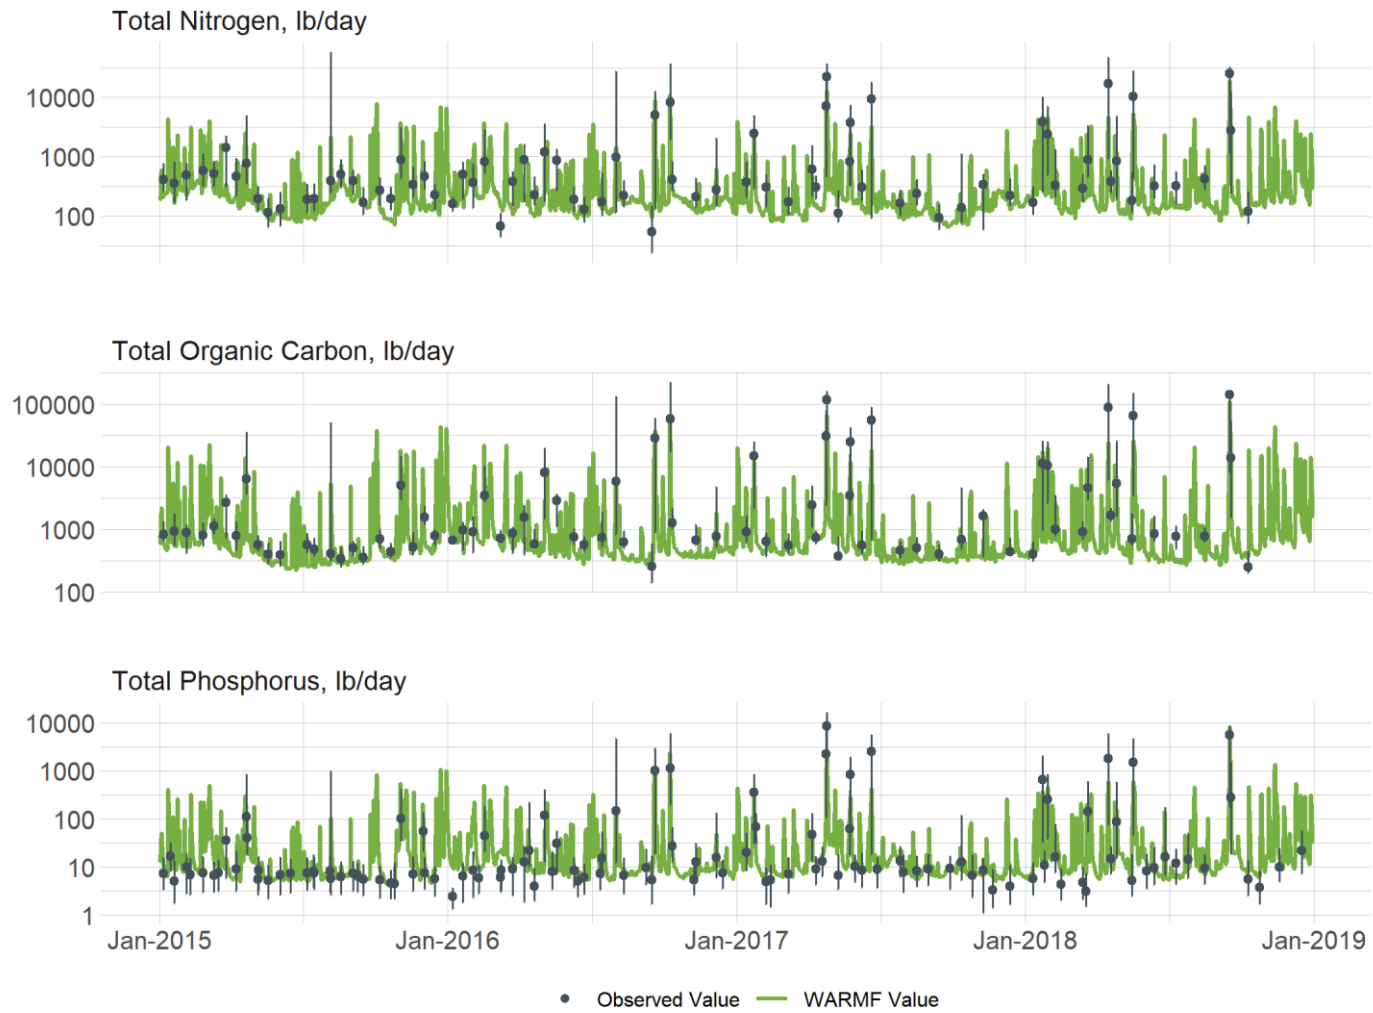 Total Nitrogen, lb/day
10000
1000
100
Total Organic Carbon, lb/day
100000
10000
1000
100
Total Phosphorus, lb/day
10000
1000
100
10
1
Jan-2015 Jan-2016 Jan-2017 Jan-2018 Jan-2019
Observed Value WARMF Value